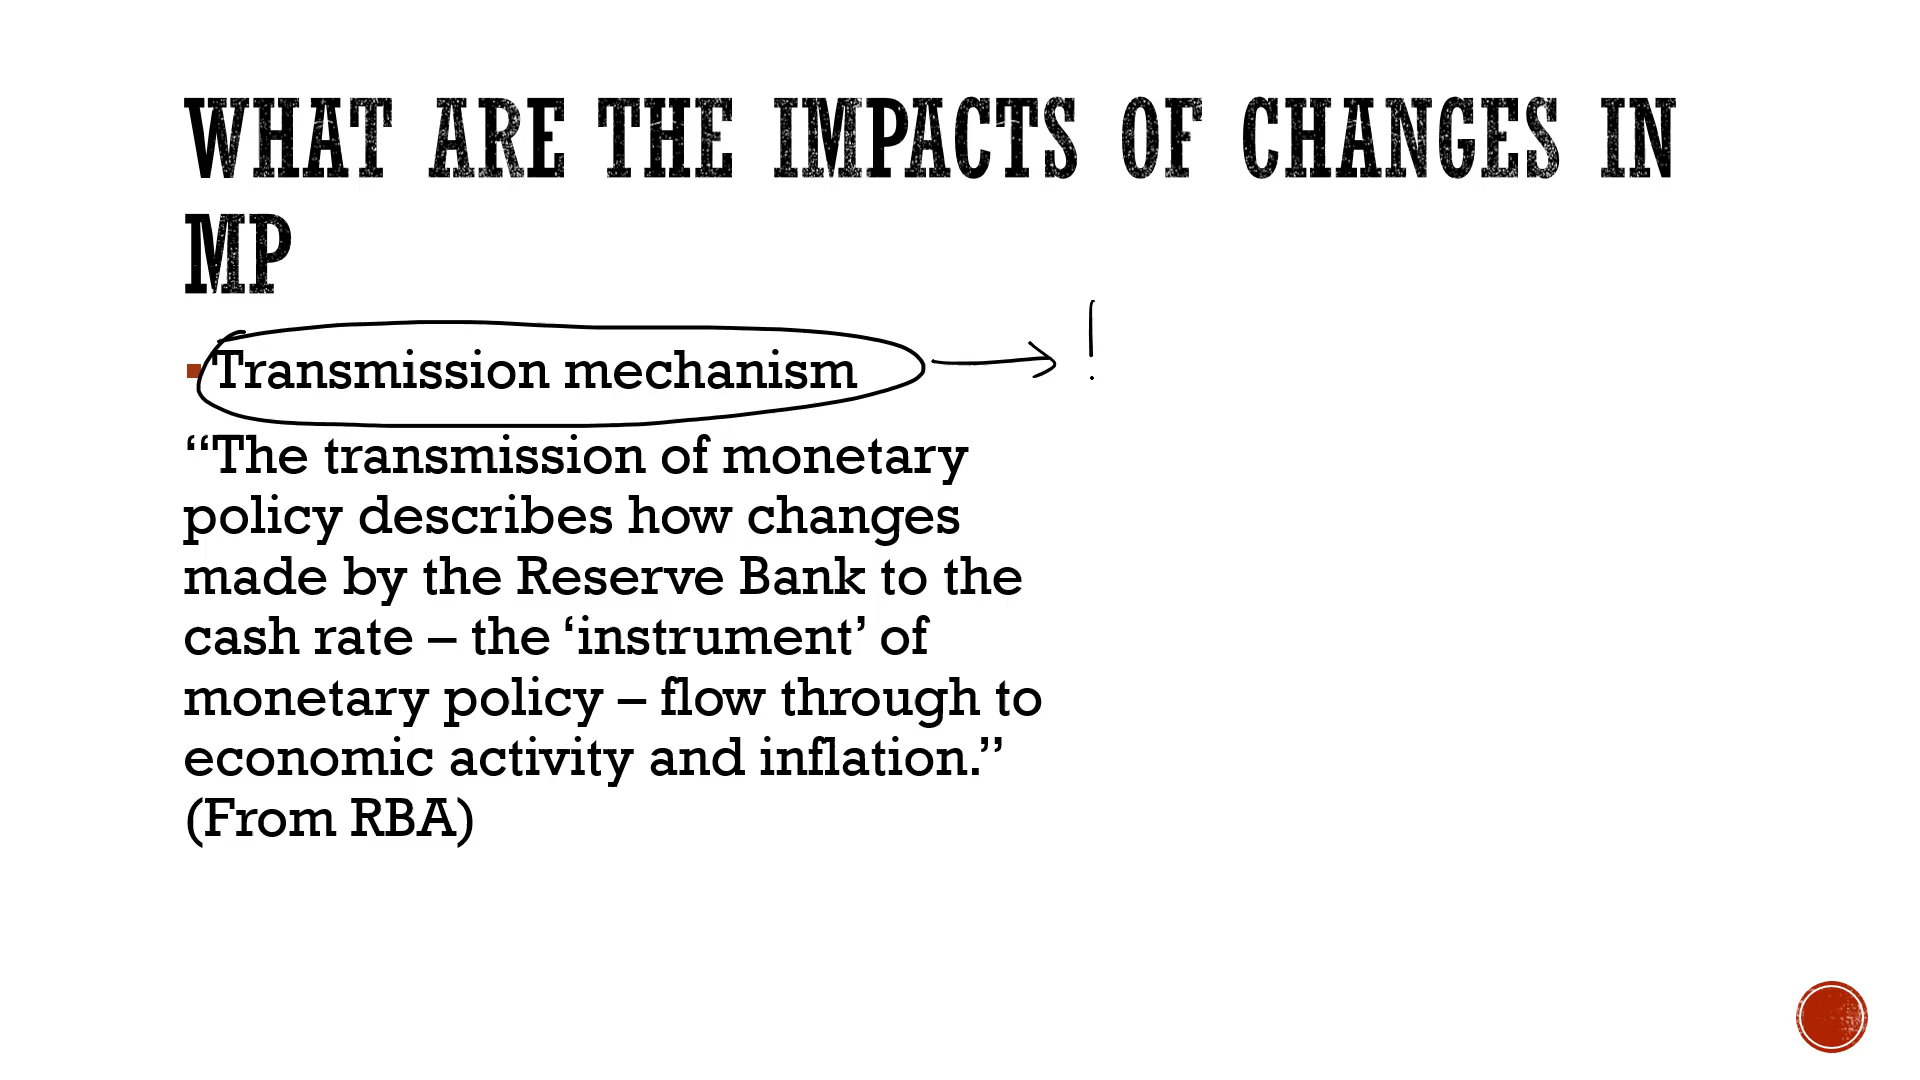 WHAT ARE THE IMPACTS OF CHANGES IN
MP
Transmission mechanism
“The transmission of monetary
policy describes how changes
made by the Reserve Bank to the
cash rate – the ‘instrument’ of
monetary policy – flow through to
economic activity and inflation.”
(From RBA)